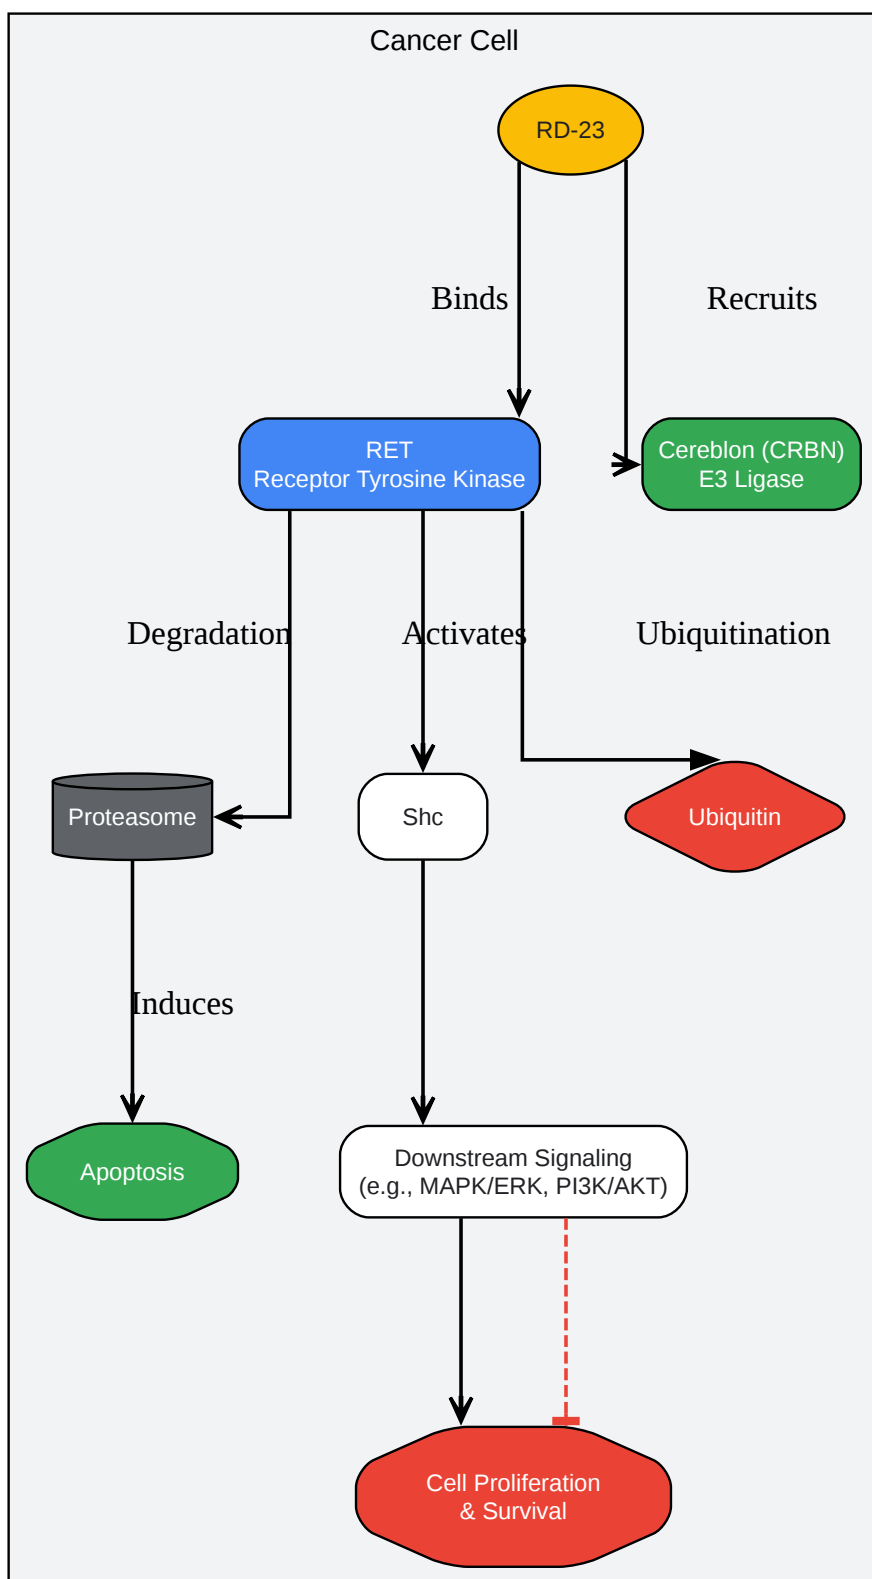 Cancer Cell
RD-23
Binds
Recruits
RET
Receptor Tyrosine Kinase
Cereblon (CRBN)
E3 Ligase
Degradation
Activates
Ubiquitination
Proteasome
Shc
Ubiquitin
Induces
Apoptosis
Downstream Signaling
(e.g., MAPK/ERK, PI3K/AKT)
Cell Proliferation
& Survival